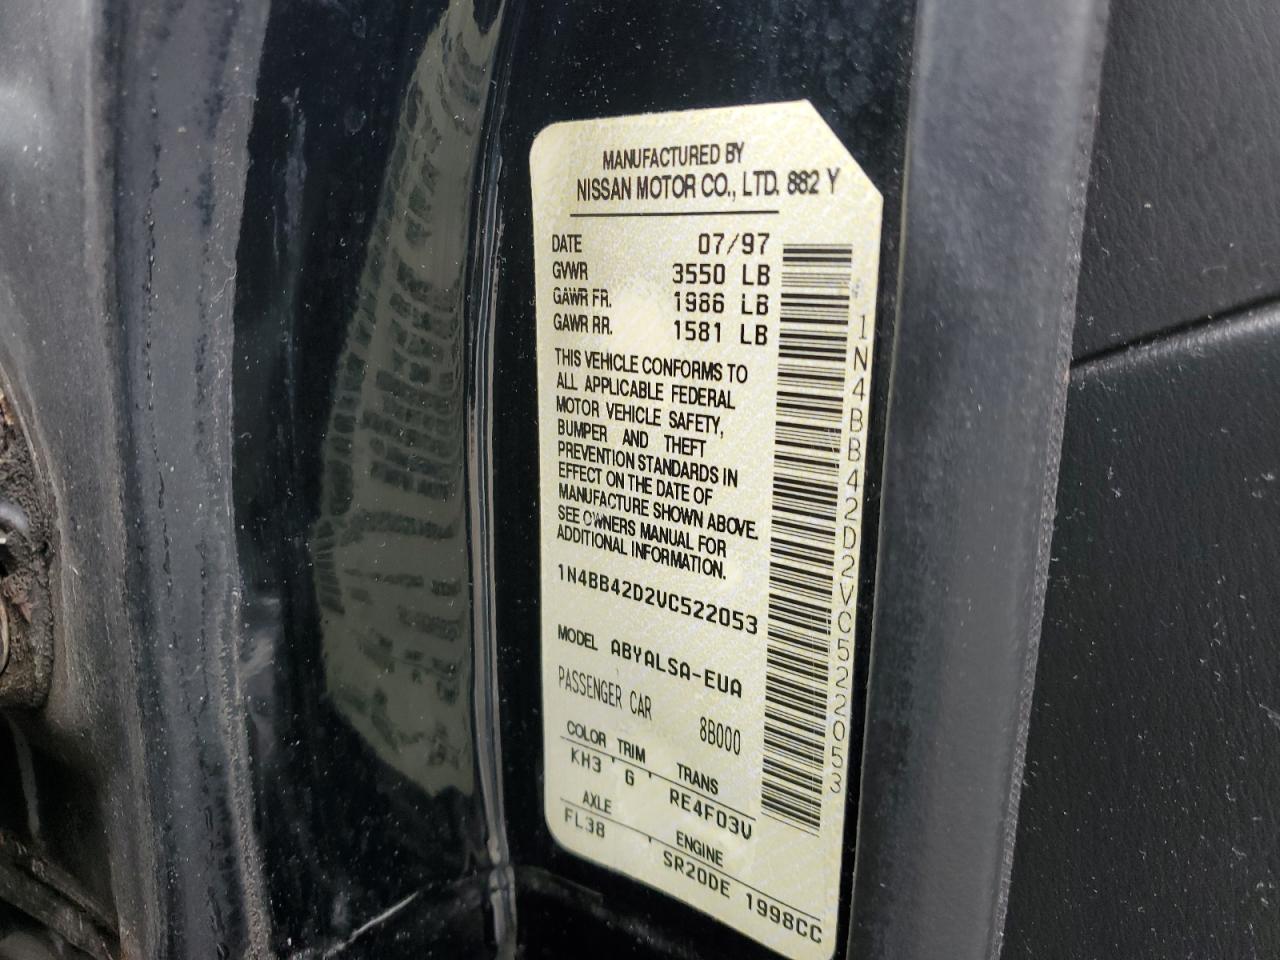 MANUFACTURED BY
NISSAN MOTOR CO., LTD. 882 Y
DATE 07/97
GVWR 3550 LB
GAWR FR. 1986 LB
GAWR RR. 1581 LB
THIS VEHICLE CONFORMS TO
ALL APPLICABLE FEDERAL
MOTOR VEHICLE SAFETY,
BUMPER AND THEFT
PREVENTION STANDARDS IN
EFFECT ON THE DATE OF
MANUFACTURE SHOWN ABOVE.
SEE OWNERS MANUAL FOR
ADDITIONAL INFORMATION.
1N4BB42D2VC522053
MODEL ABYALSA-EUA
PASSENGER CAR 8B000
COLOR TRIM TRANS
KH3 G RE4F03V
AXLE ENGINE
FL38 SR20DE 1998CC
1N4BB42D2VC522053